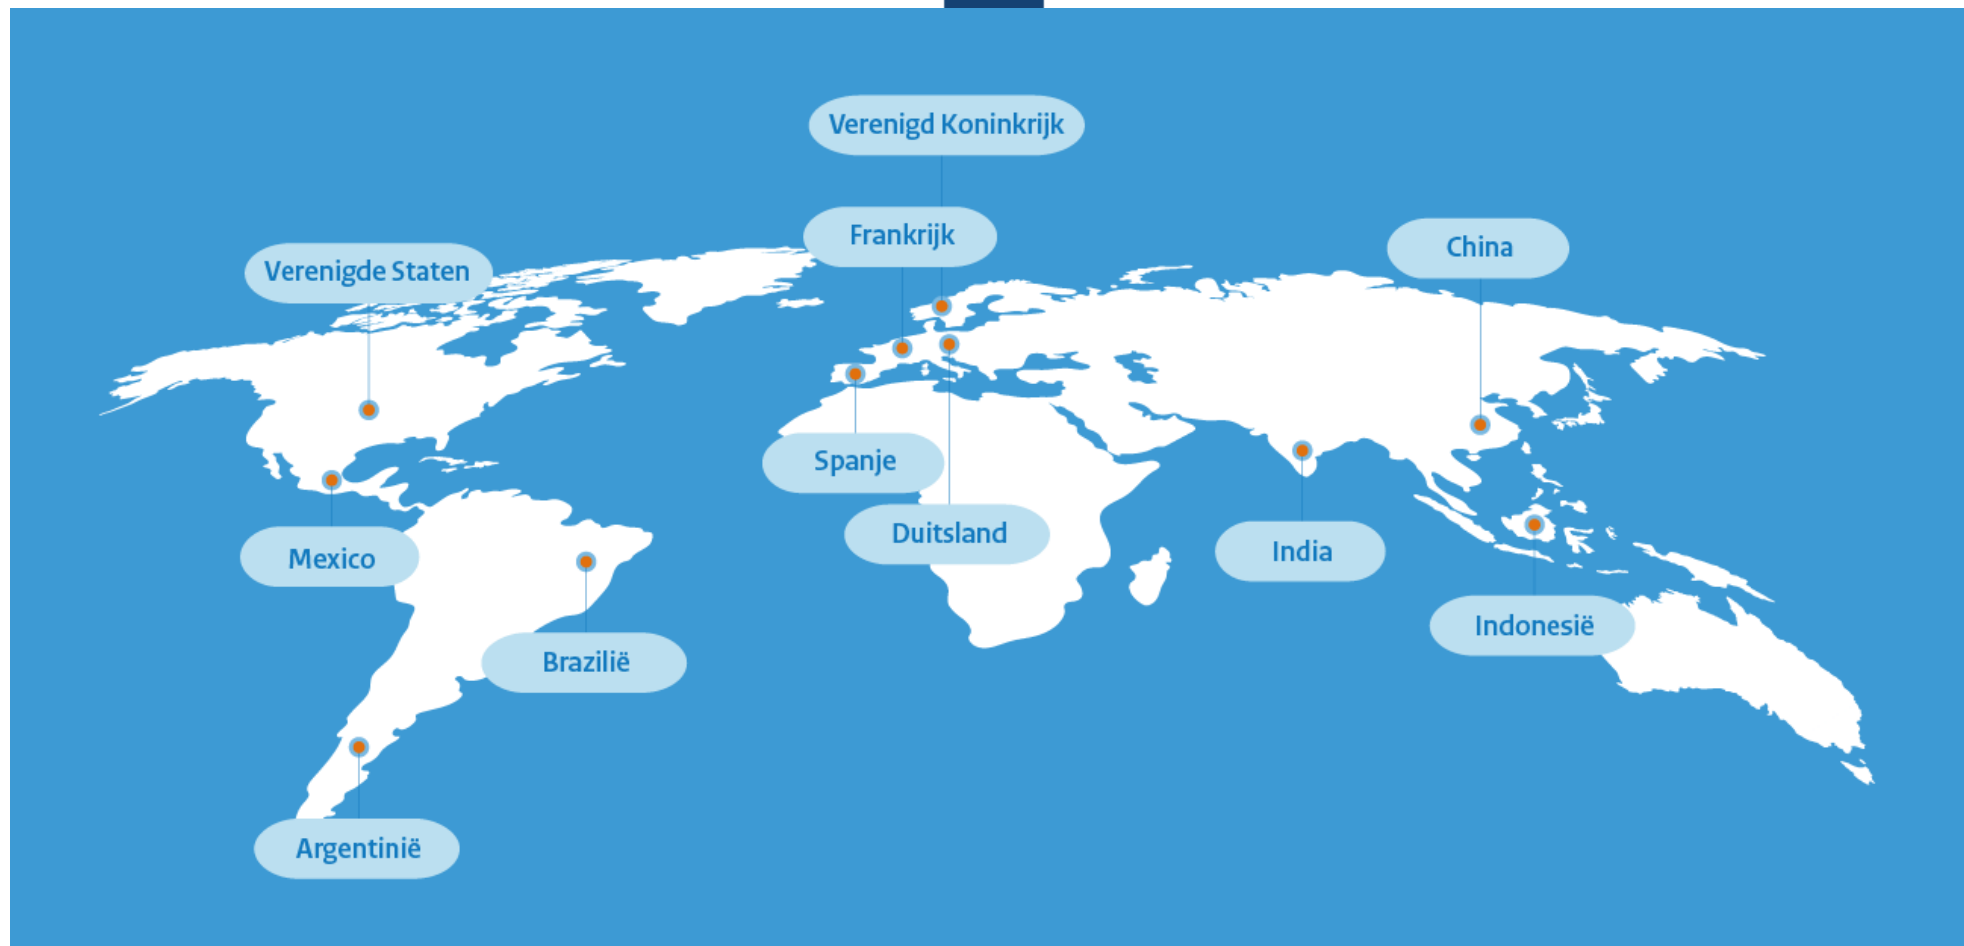 Verenigd Koninkrijk
Frankrijk
China
Verenigde Staten
Spanje
Duitsland
India
Mexico
Indonesië
Brazilië
Argentinië